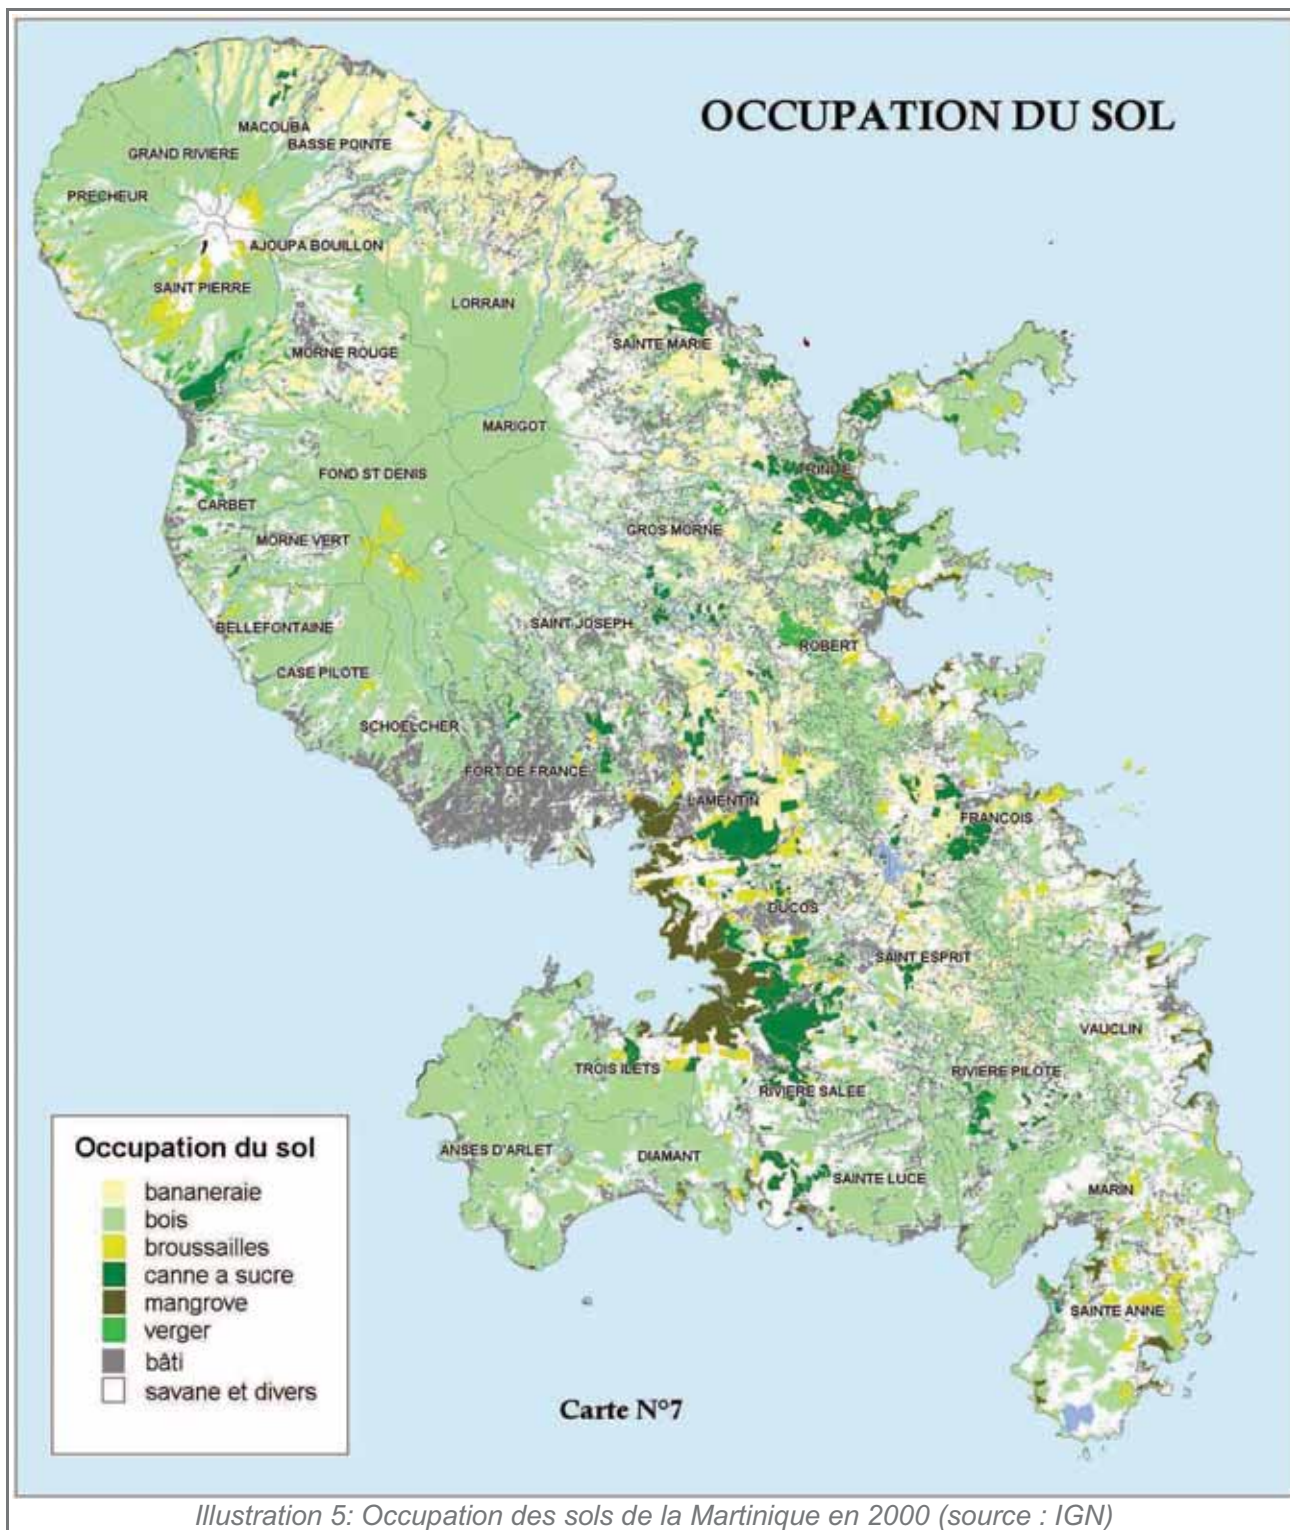 OCCUPATION DU SOL
MACOUBA
GRAND RIVIERE
BASSE POINTE
PRECHEUR
AJOUPA BOUILLON
SAINT PIERRE
LORRAIN
MORNE ROUGE
SAINTE MARIE
MARIGOT
FOND ST DENIS
TRINITE
CARBET
GROS MORNE
MORNE VERT
SAINT JOSEPH
BELLEFONTAINE
ROBERT
CASE PILOTE
SCHOELCHER
FORT DE FRANCE
LAMENTIN
FRANCOIS
DUCOS
SAINT ESPRIT
VAUCLIN
TROIS ILETS
RIVIERE PILOTE
RIVIERE SALEE
ANSES D'ARLET
DIAMANT
SAINTE LUCE
MARIN
SAINTE ANNE
Occupation du sol
bananeraie
bois
broussailles
canne a sucre
mangrove
verger
bâti
savane et divers
Carte N°7
Illustration 5: Occupation des sols de la Martinique en 2000 (source : IGN)